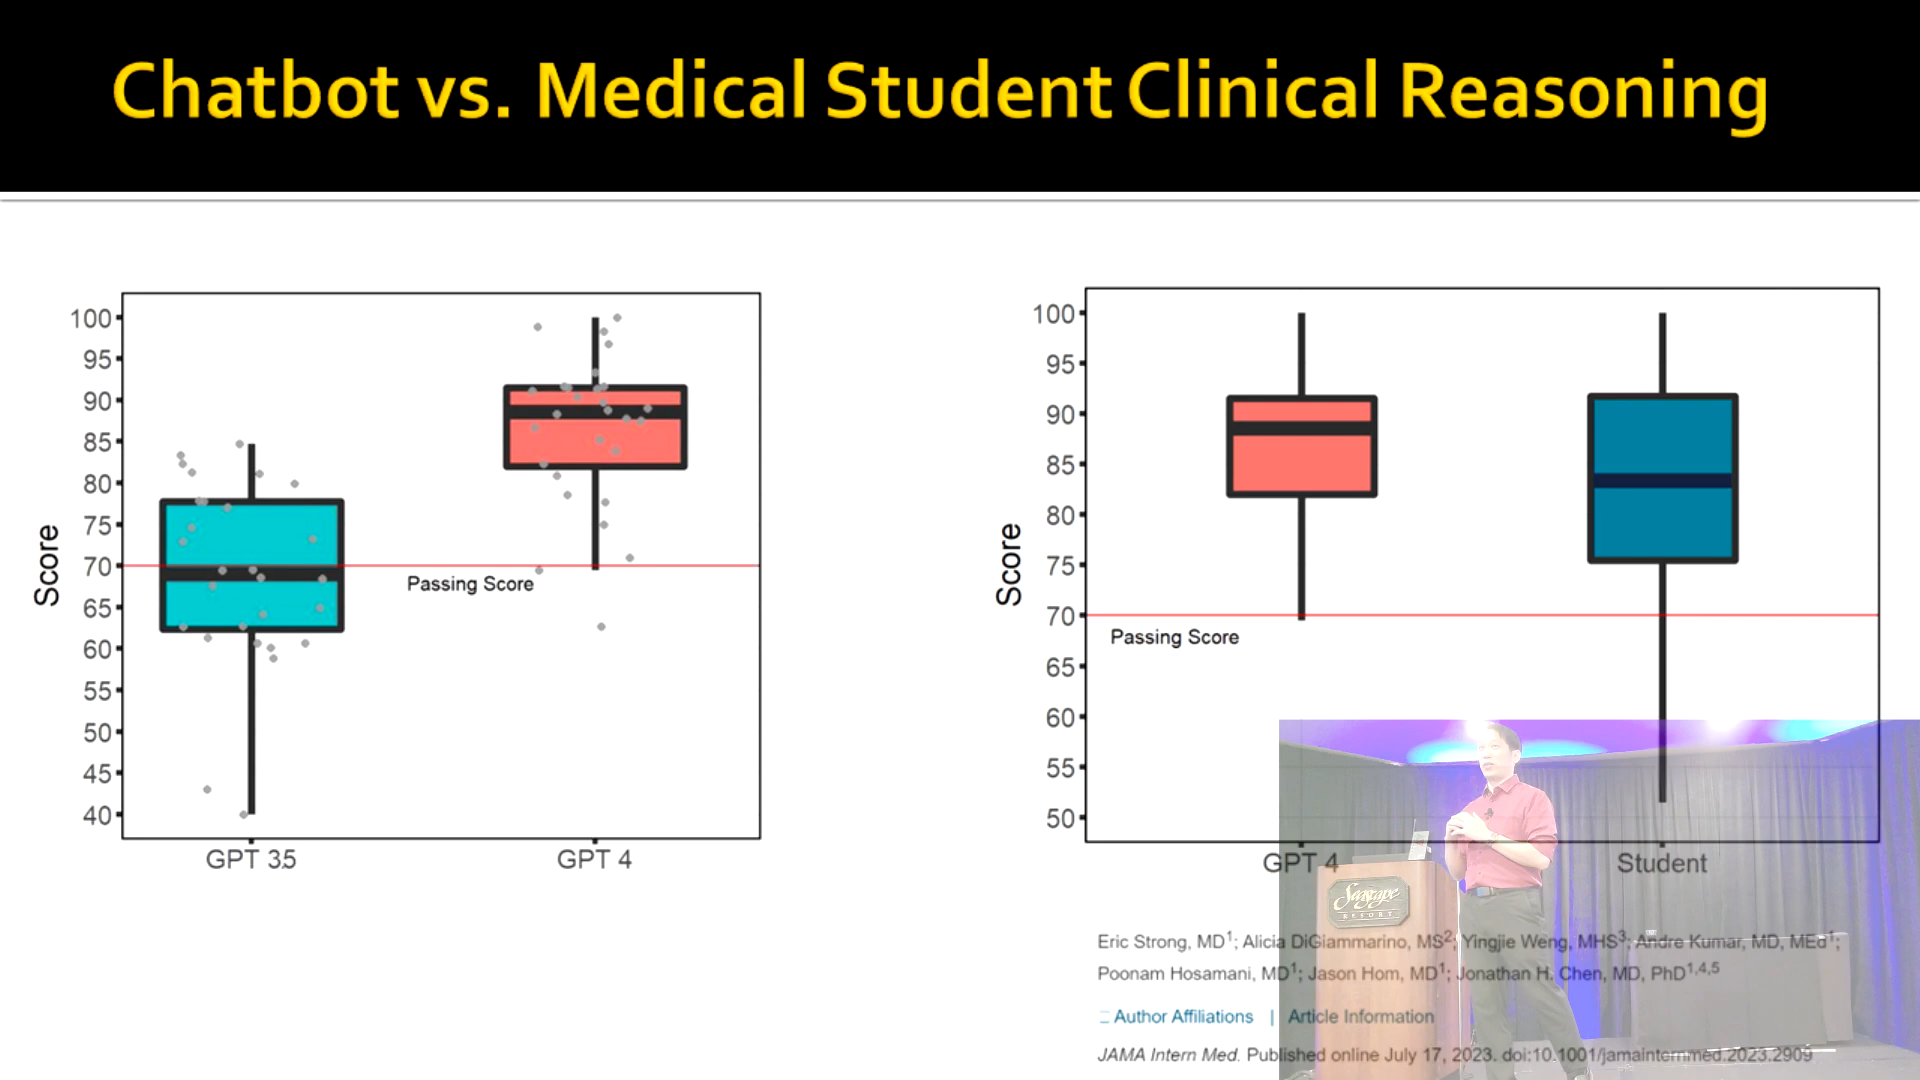 Chatbot vs. Medical Student Clinical Reasoning
Score
100
95
90
85
80
75
70
65
60
55
50
45
40
Passing Score
GPT 3.5
GPT 4
Score
100
95
90
85
80
75
70
65
60
55
50
Passing Score
GPT 4
Student
Seascape
RESORT
Eric Strong, MD1; Alicia DiGiammarino, MS2; Yingjie Weng, MHS3; Andre Kumar, MD, MEd1;
Poonam Hosamani, MD1; Jason Hom, MD1; Jonathan H. Chen, MD, PhD1,4,5
Author Affiliations | Article Information
JAMA Intern Med. Published online July 17, 2023. doi:10.1001/jamainternmed.2023.2909